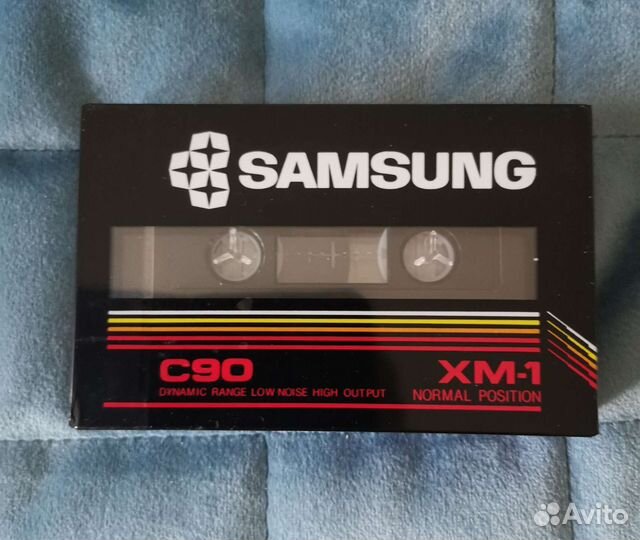 SAMSUNG
C90 XM-1
DYNAMIC RANGE LOW-NOISE HIGH OUTPUT NORMAL POSITION
Avito